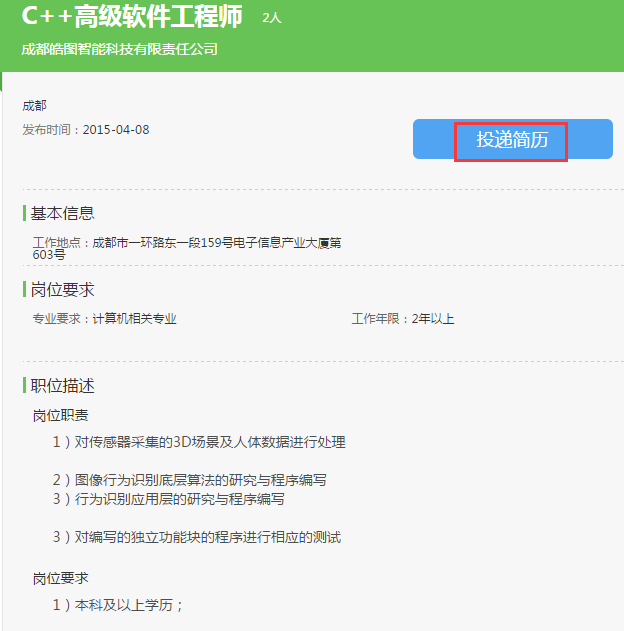 C++高级软件工程师 2人
成都皓图智能科技有限责任公司
成都
发布时间：2015-04-08
投递简历
基本信息
工作地点：成都市一环路东一段159号电子信息产业大厦第
603号
岗位要求
专业要求：计算机相关专业 工作年限：2年以上
职位描述
岗位职责
1）对传感器采集的3D场景及人体数据进行处理
2）图像行为识别底层算法的研究与程序编写
3）行为识别应用层的研究与程序编写
3）对编写的独立功能块的程序进行相应的测试
岗位要求
1）本科及以上学历；